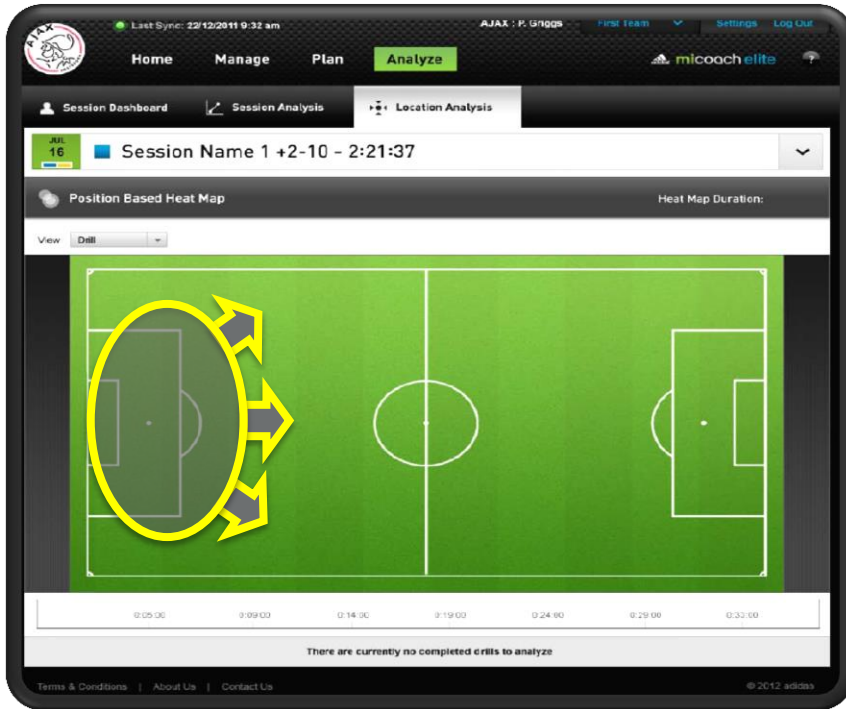 AJAX
Last Sync: 22/12/2011 9:32 am
AJAX : P. Griggs
First Team
Settings
Log Out
Home
Manage
Plan
Analyze
micoach elite
?
Session Dashboard
Session Analysis
Location Analysis
JUL
16
Session Name 1 +2-10 - 2:21:37
Position Based Heat Map
Heat Map Duration:
View
Drill
0:05:00
0:09:00
0:14:00
0:19:00
0:24:00
0:29:00
0:33:00
There are currently no completed drills to analyze
Terms & Conditions | About Us | Contact Us
© 2012 adidas